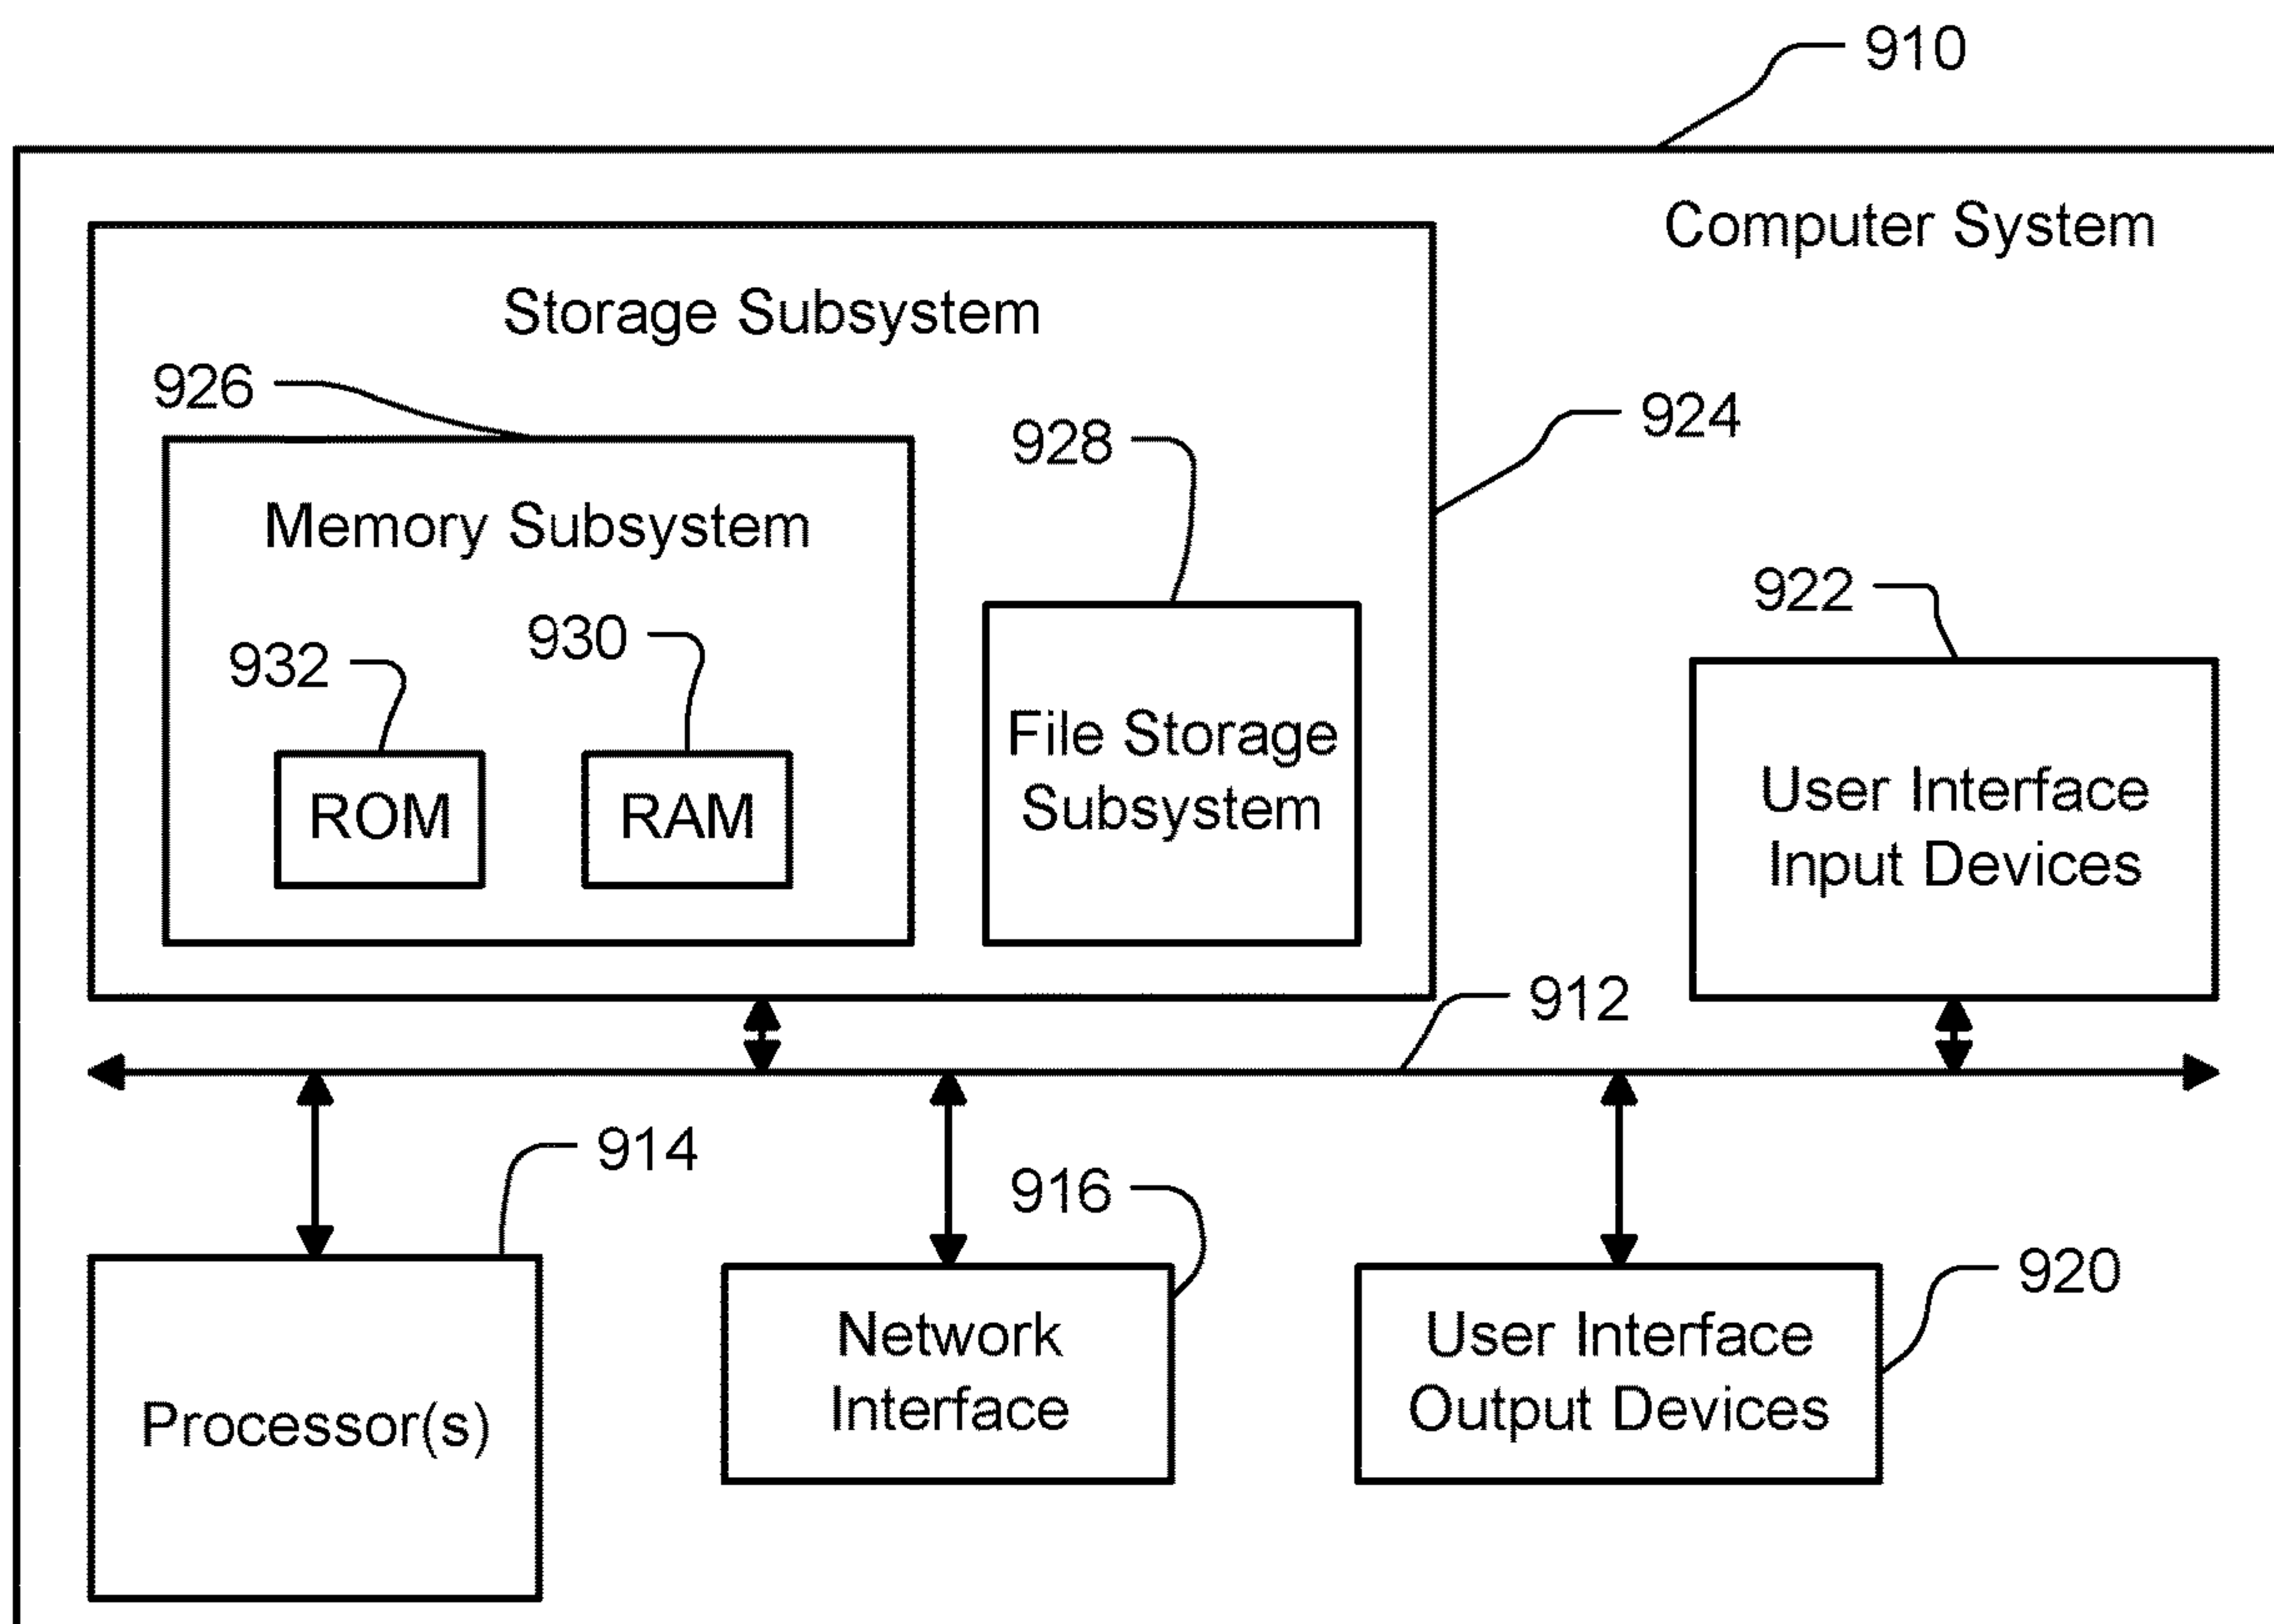 910
Computer System
Storage Subsystem
926
924
928
Memory Subsystem
922
930
932
File Storage
Subsystem
User Interface
Input Devices
ROM
RAM
912
914
916
920
Network
Interface
User Interface
Output Devices
Processor(s)